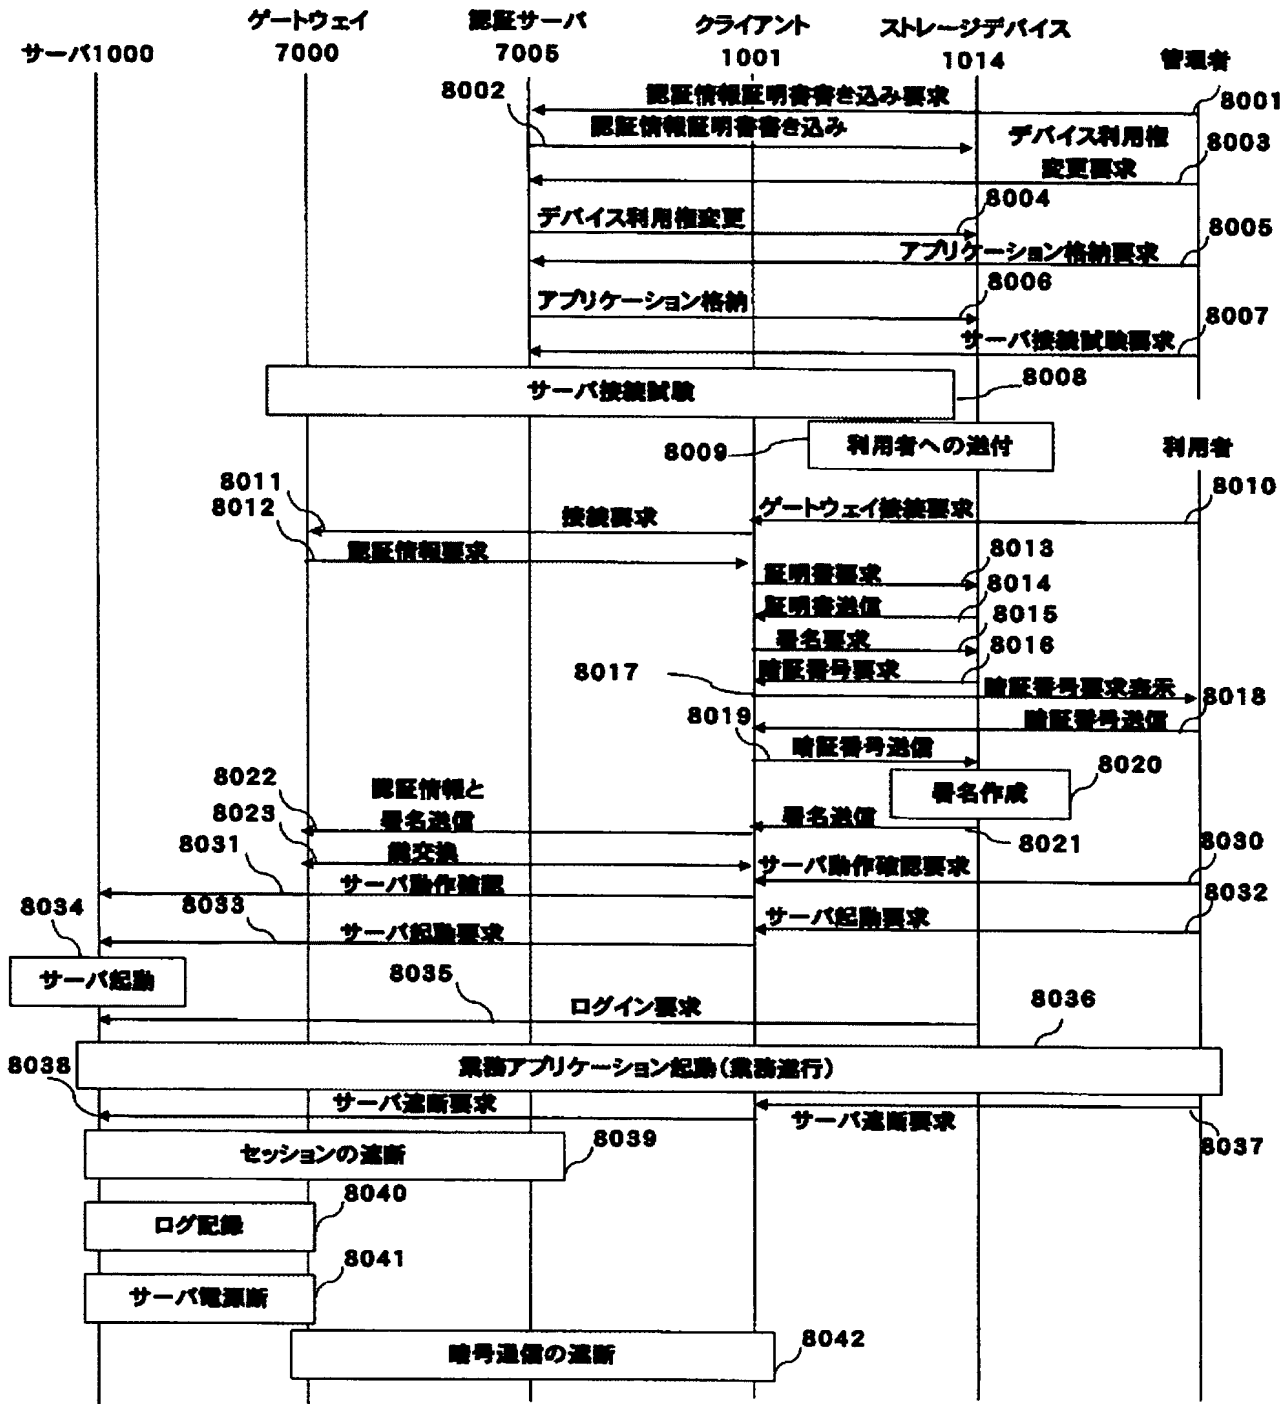 ゲートウェイ
認証サーバ
クライアント
ストレージデバイス
サーバ1000
7000
7005
1001
1014
管理者
8002
認証情報証明書書き込み要求
8001
認証情報証明書書き込み
デバイス利用権
変更要求
8003
デバイス利用権変更
8004
8005
アプリケーション格納要求
アプリケーション格納
8006
8007
サーバ接続試験要求
サーバ接続試験
8008
8009
利用者への送付
利用者
8011
8012
8010
接続要求
ゲートウェイ接続要求
認証情報要求
8013
証明書要求
8014
証明書送信
8015
署名要求
8016
暗証番号要求
8017
暗証番号要求表示
8018
8019
暗証番号送信
暗証番号送信
8022
認証情報と
署名送信
署名作成
8020
8023
署名送信
8021
鍵交換
8031
サーバ動作確認要求
8030
サーバ動作確認
8032
8034
8033
サーバ起動要求
サーバ起動要求
サーバ起動
8035
ログイン要求
8036
業務アプリケーション起動(業務遂行)
8038
サーバ遮断要求
サーバ遮断要求
8037
セッションの遮断
8039
ログ記録
8040
サーバ電源断
8041
暗号通信の遮断
8042